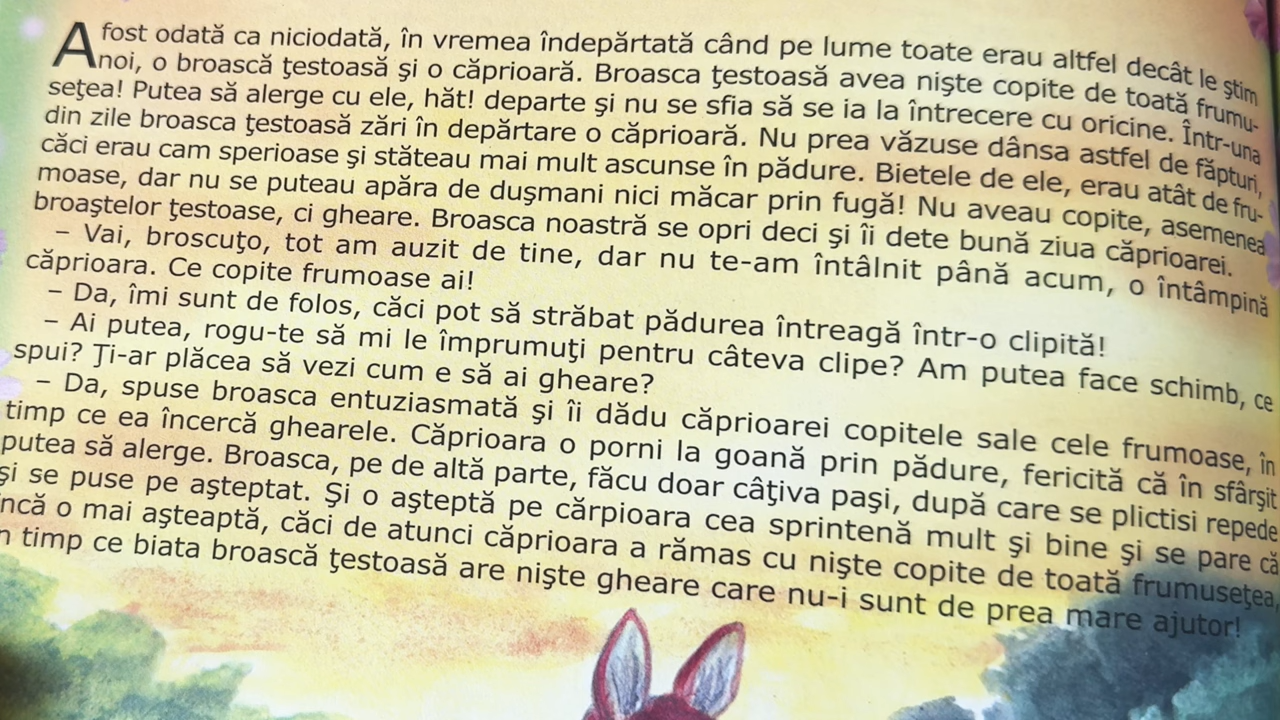 A fost odată ca niciodată, în vremea îndepărtată când pe lume toate erau altfel decât le ştim
noi, o broască ţestoasă şi o căprioară. Broasca ţestoasă avea nişte copite de toată frumu-
seţea! Putea să alerge cu ele, hăt! departe şi nu se sfia să se ia la întrecere cu oricine. Într-una
din zile broasca ţestoasă zări în depărtare o căprioară. Nu prea văzuse dânsa astfel de făpturi,
căci erau cam sperioase şi stăteau mai mult ascunse în pădure. Bietele de ele, erau atât de fru-
moase, dar nu se puteau apăra de duşmani nici măcar prin fugă! Nu aveau copite, asemenea
broaştelor ţestoase, ci gheare. Broasca noastră se opri deci şi îi dete bună ziua căprioarei.
– Vai, broscuţo, tot am auzit de tine, dar nu te-am întâlnit până acum, o întâmpină
căprioara. Ce copite frumoase ai!
– Da, îmi sunt de folos, căci pot să străbat pădurea întreagă într-o clipită!
– Ai putea, rogu-te să mi le împrumuţi pentru câteva clipe? Am putea face schimb, ce
spui? Ţi-ar plăcea să vezi cum e să ai gheare?
– Da, spuse broasca entuziasmată şi îi dădu căprioarei copitele sale cele frumoase, în
timp ce ea încercă ghearele. Căprioara o porni la goană prin pădure, fericită că în sfârşit
putea să alerge. Broasca, pe de altă parte, făcu doar câţiva paşi, după care se plictisi repede
şi se puse pe aşteptat. Şi o aşteptă pe cărpioara cea sprintenă mult şi bine şi se pare că
încă o mai aşteaptă, căci de atunci căprioara a rămas cu nişte copite de toată frumuseţea,
n timp ce biata broască ţestoasă are nişte gheare care nu-i sunt de prea mare ajutor!